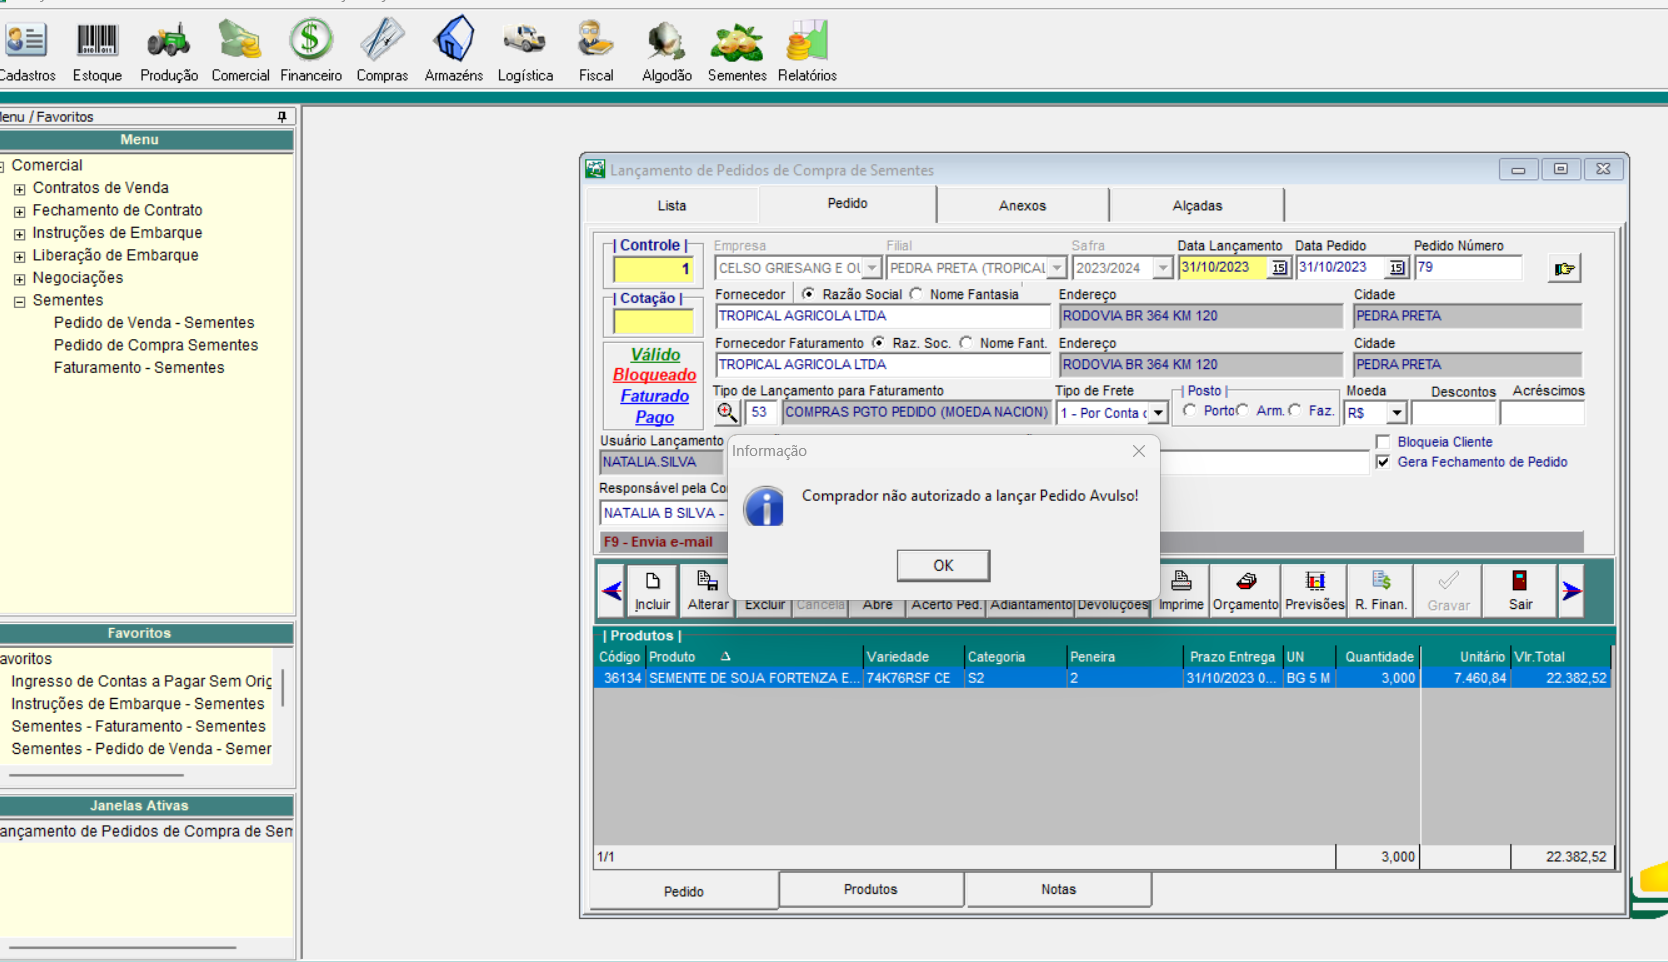 Cadastros
Estoque
Produção
Comercial
Financeiro
Compras
Armazéns
Logística
Fiscal
Algodão
Sementes
Relatórios
Menu / Favoritos
Menu
Comercial
Contratos de Venda
Fechamento de Contrato
Instruções de Embarque
Liberação de Embarque
Negociações
Sementes
Pedido de Venda - Sementes
Pedido de Compra Sementes
Faturamento - Sementes
Favoritos
avoritos
Ingresso de Contas a Pagar Sem Orig
Instruções de Embarque - Sementes
Sementes - Faturamento - Sementes
Sementes - Pedido de Venda - Semer
Janelas Ativas
ançamento de Pedidos de Compra de Sem
Lançamento de Pedidos de Compra de Sementes
Lista
Pedido
Anexos
Alçadas
| Controle |
1
Empresa
CELSO GRIESANG E OU
Filial
PEDRA PRETA (TROPICAL
Safra
2023/2024
Data Lançamento
31/10/2023
15
Data Pedido
31/10/2023
15
Pedido Número
79
| Cotação |
Fornecedor
Razão Social
Nome Fantasia
TROPICAL AGRICOLA LTDA
Endereço
RODOVIA BR 364 KM 120
Cidade
PEDRA PRETA
Válido
Bloqueado
Faturado
Pago
Fornecedor Faturamento
Raz. Soc.
Nome Fant.
TROPICAL AGRICOLA LTDA
Endereço
RODOVIA BR 364 KM 120
Cidade
PEDRA PRETA
Tipo de Lançamento para Faturamento
53
COMPRAS PGTO PEDIDO (MOEDA NACION)
Tipo de Frete
1 - Por Conta c
| Posto |
Porto
Arm.
Faz.
Moeda
R$
Descontos
Acréscimos
Usuário Lançamento
NATALIA.SILVA
Bloqueia Cliente
Gera Fechamento de Pedido
Responsável pela Co
NATALIA B SILVA -
F9 - Envia e-mail
Informação
Comprador não autorizado a lançar Pedido Avulso!
OK
Incluir
Alterar
Excluir
Cancela
Abre
Acerto Ped.
Adiantamento
Devoluções
Imprime
Orçamento
Previsões
R. Finan.
Gravar
Sair
| Produtos |
Código Produto Variedade Categoria Peneira Prazo Entrega UN Quantidade Unitário Vlr.Total
36134 SEMENTE DE SOJA FORTENZA E... 74K76RSF CE S2 2 31/10/2023 0... BG 5 M 3,000 7.460,84 22.382,52
1/1 3,000 22.382,52
Pedido
Produtos
Notas